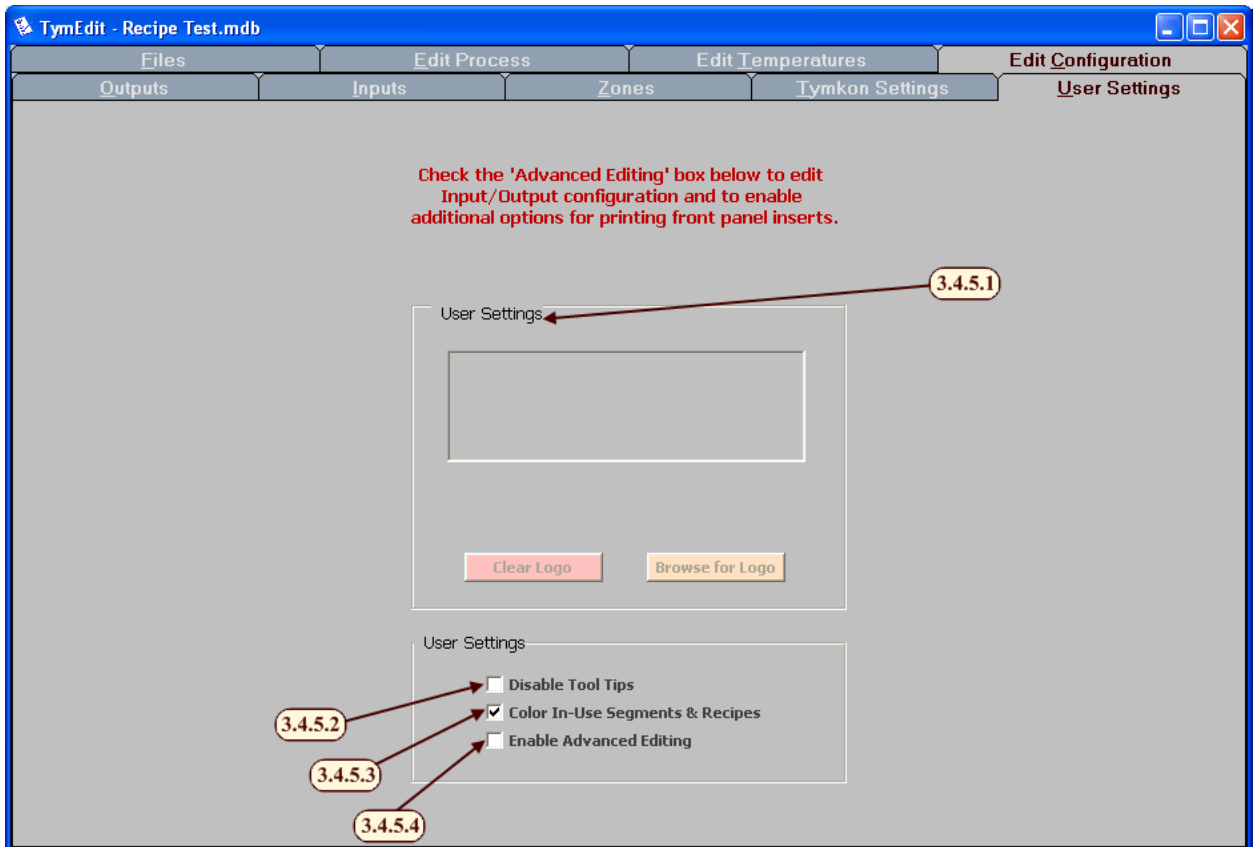 TymEdit - Recipe Test.mdb
Files Edit Process Edit Temperatures Edit Configuration
Outputs Inputs Zones Tymkon Settings User Settings
Check the 'Advanced Editing' box below to edit
Input/Output configuration and to enable
additional options for printing front panel inserts.
3.4.5.1
User Settings
Clear Logo Browse for Logo
User Settings
Disable Tool Tips
3.4.5.2
Color In-Use Segments & Recipes
3.4.5.3
Enable Advanced Editing
3.4.5.4